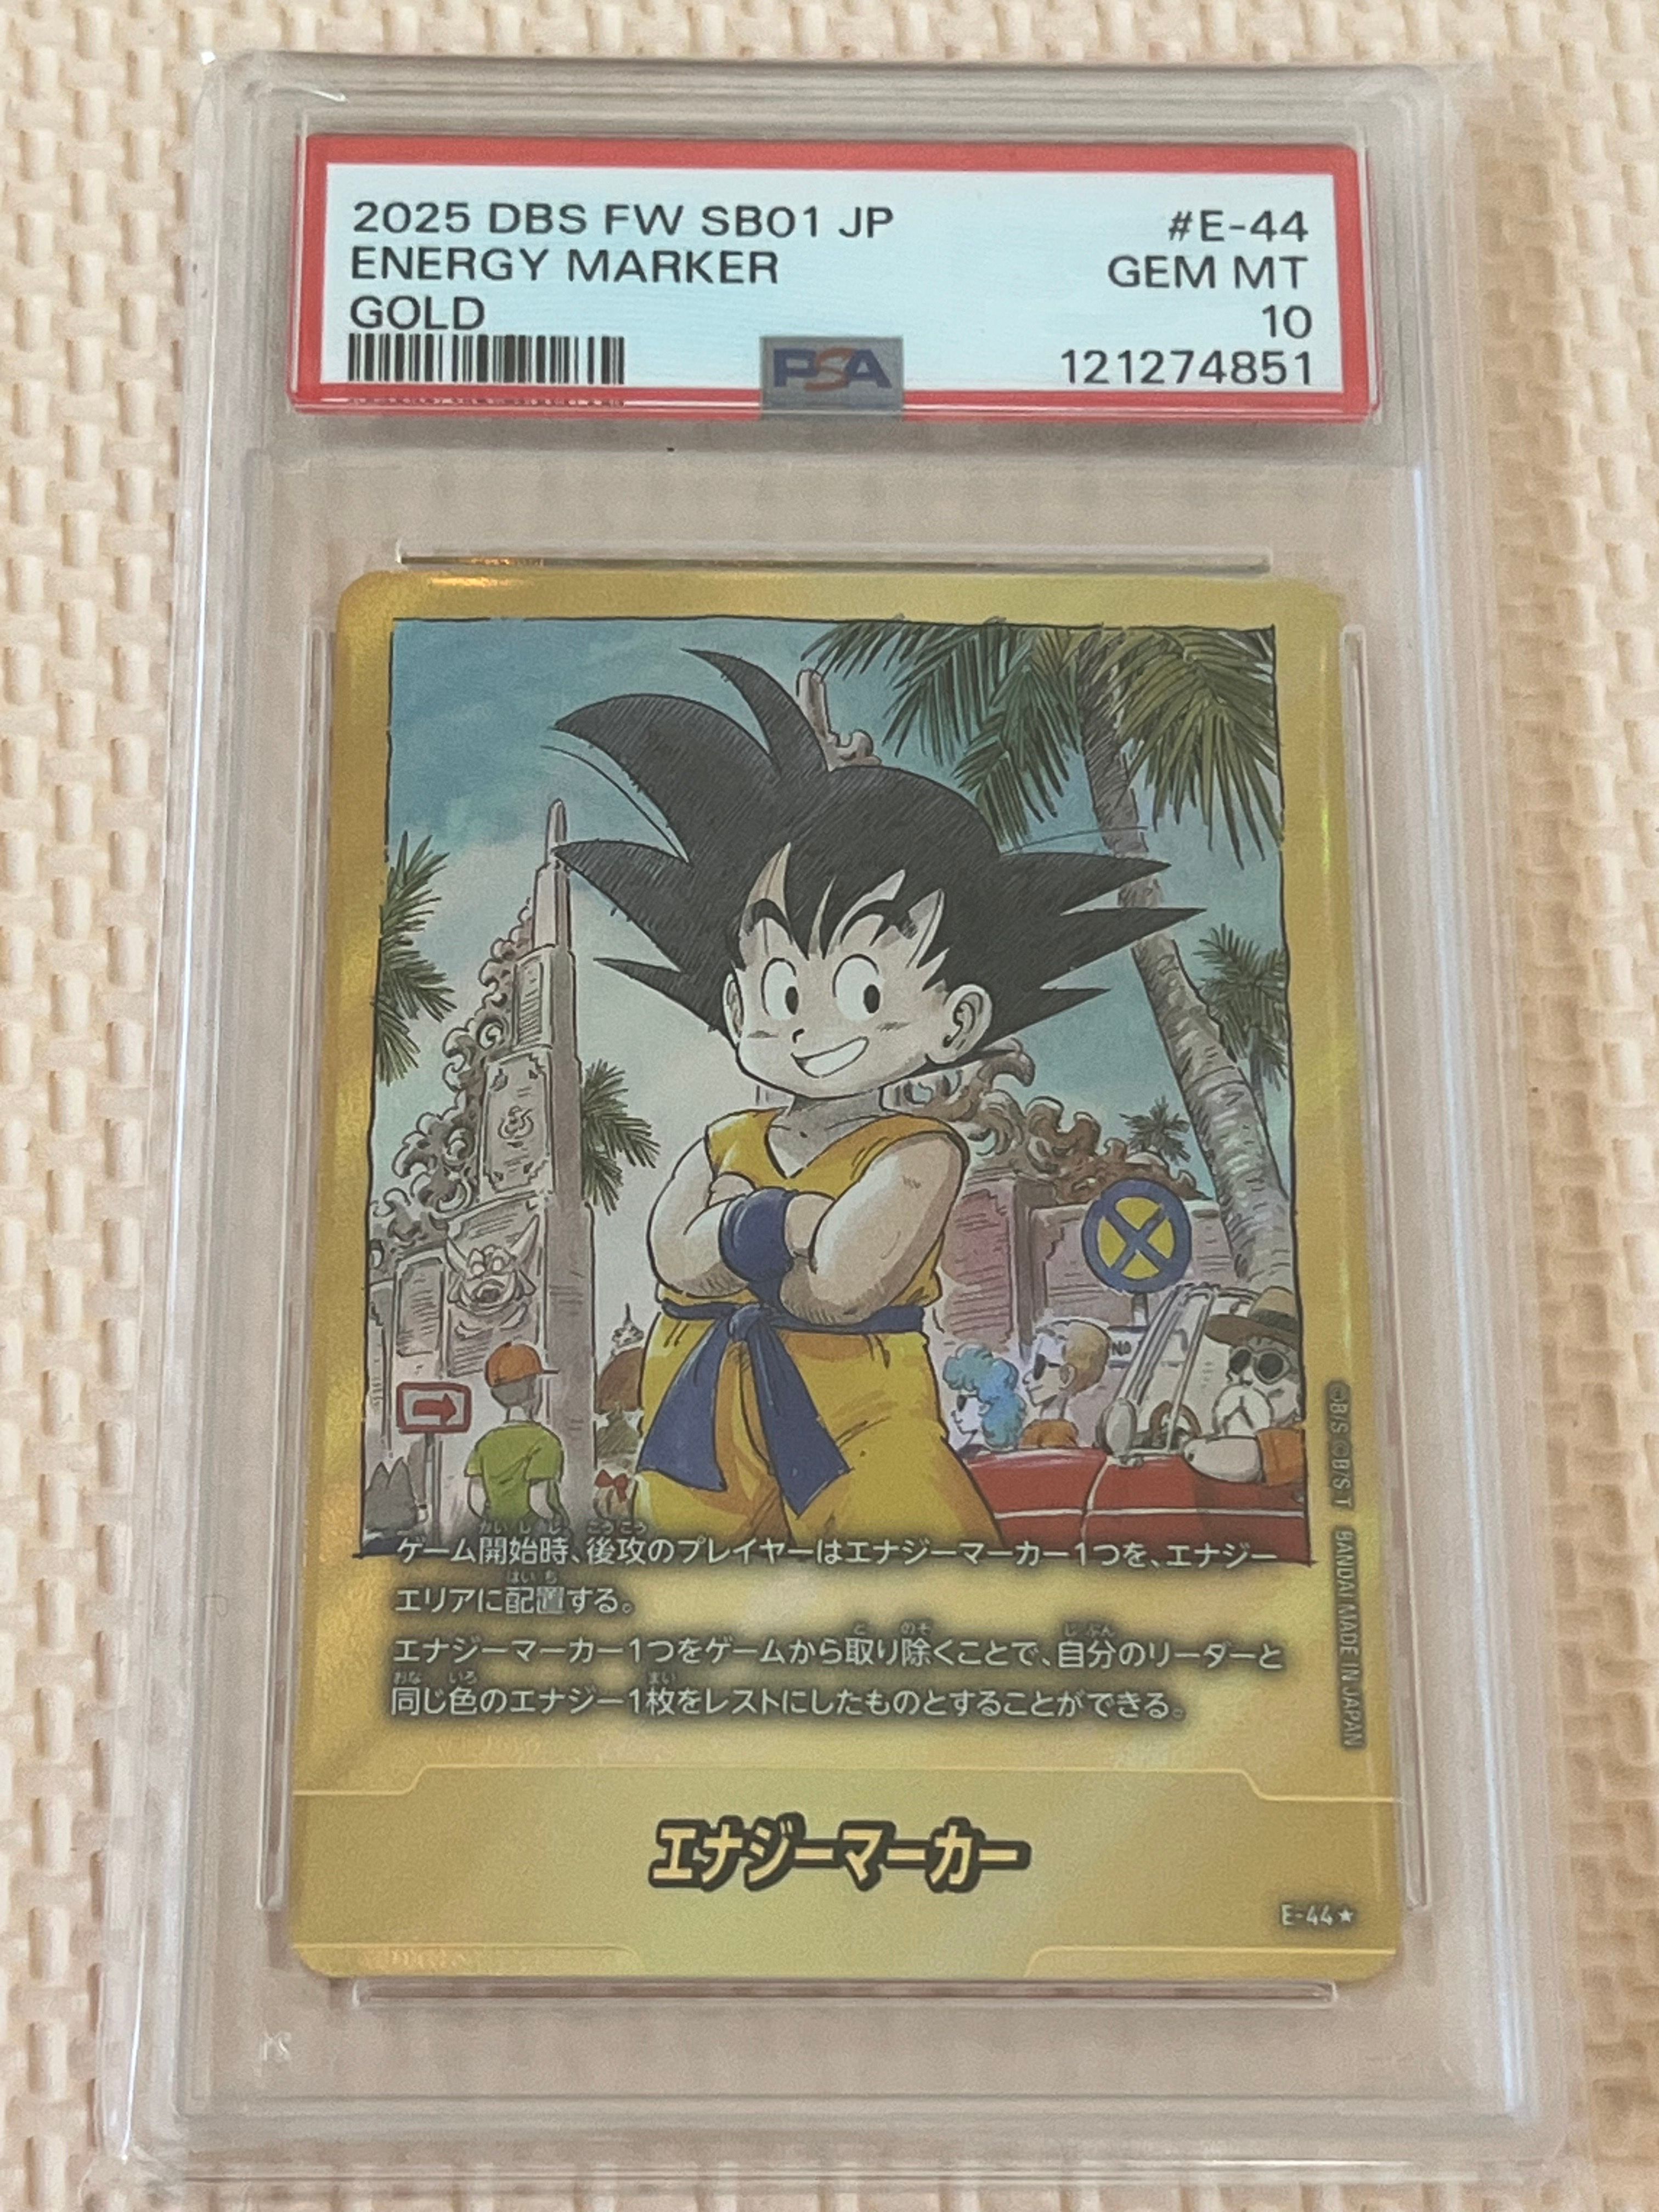 2025 DBS FW SB01 JP #E-44
ENERGY MARKER GEM MT
GOLD 10
PSA 121274851
NO
ゲーム開始時、後攻のプレイヤーはエナジーマーカー1つを、エナジー
エリアに配置する。
エナジーマーカー1つをゲームから取り除くことで、自分のリーダーと
同じ色のエナジー1枚をレストにしたものとすることができる。
©B/S ©B/S T BANDAI MADE IN JAPAN
エナジーマーカー
E-44★